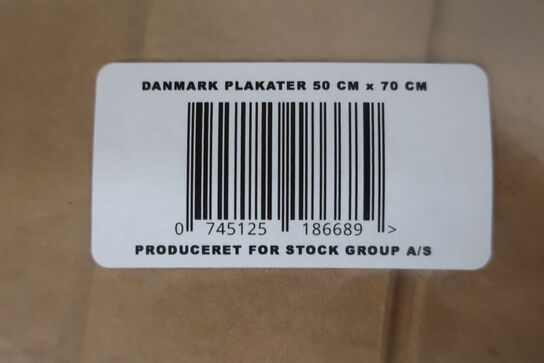 DANMARK PLAKATER 50 CM x 70 CM
0 745125 186689 >
PRODUCERET FOR STOCK GROUP A/S